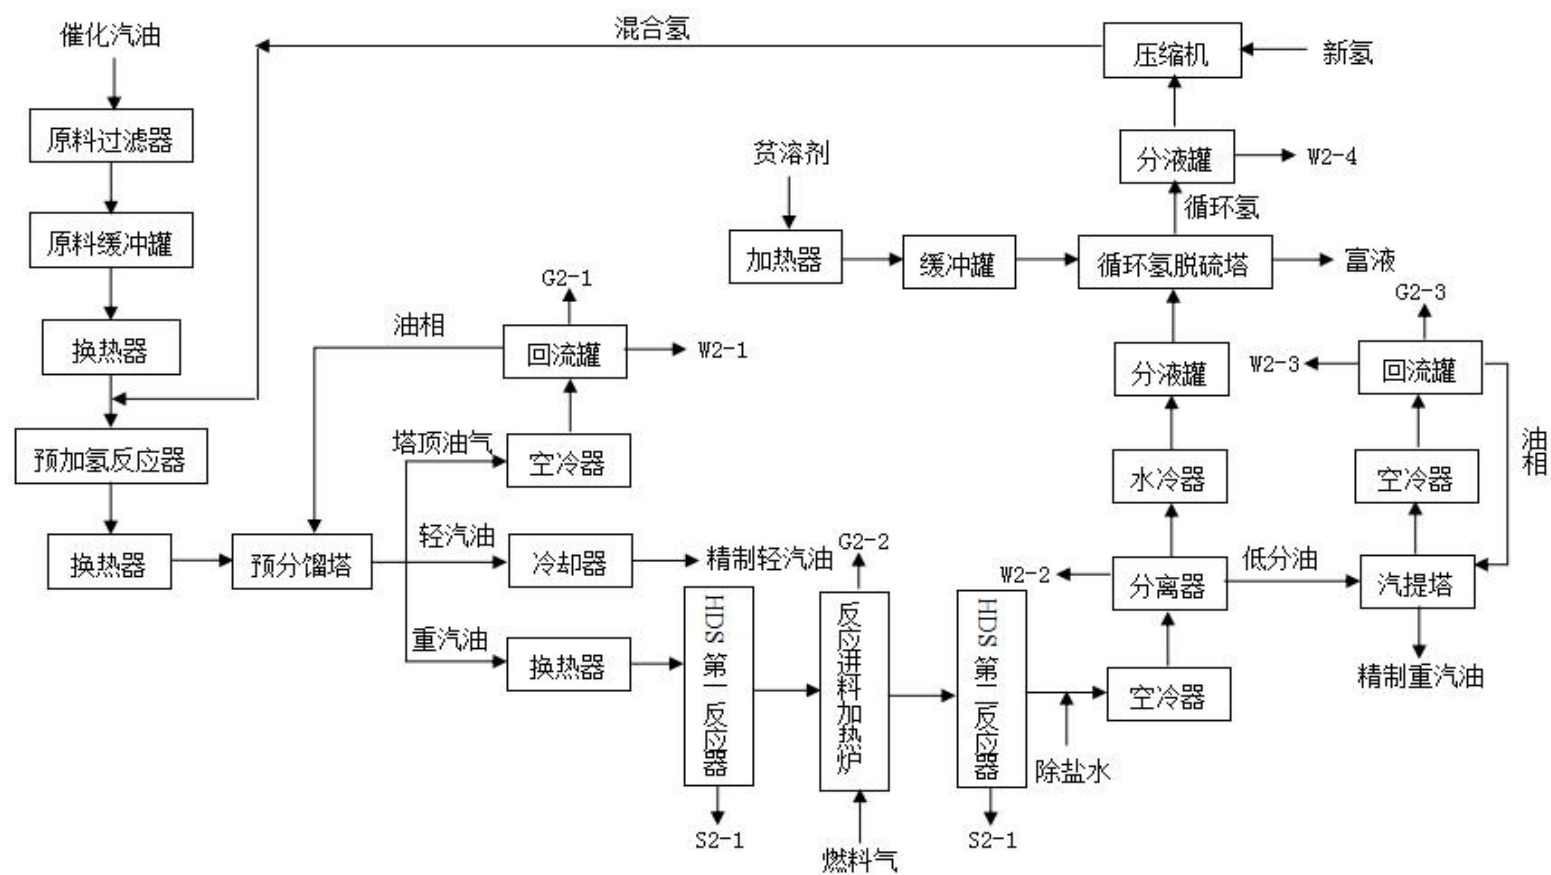 催化汽油
混合氢
压缩机
新氢
原料过滤器
分液罐
W2-4
贫溶剂
循环氢
原料缓冲罐
加热器
缓冲罐
循环氢脱硫塔
富液
G2-1
G2-3
油相
换热器
回流罐
W2-1
分液罐
W2-3
回流罐
油相
预加氢反应器
塔顶油气
空冷器
水冷器
空冷器
换热器
预分馏塔
轻汽油
冷却器
精制轻汽油
G2-2
W2-2
分离器
低分油
汽提塔
重汽油
换热器
HDS第一反应器
反应进料加热炉
HDS第二反应器
空冷器
精制重汽油
除盐水
S2-1
燃料气
S2-1